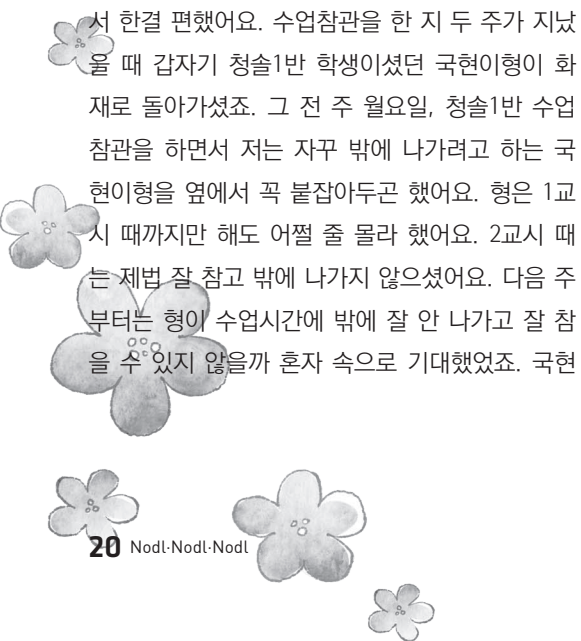 서 한결 편했어요. 수업참관을 한 지 두 주가 지났
을 때 갑자기 청솔1반 학생이셨던 국현이형이 화
재로 돌아가셨죠. 그 전 주 월요일, 청솔1반 수업
참관을 하면서 저는 자꾸 밖에 나가려고 하는 국
현이형을 옆에서 꼭 붙잡아두곤 했어요. 형은 1교
시 때까지만 해도 어쩔 줄 몰라 했어요. 2교시 때
는 제법 잘 참고 밖에 나가지 않으셨어요. 다음 주
부터는 형이 수업시간에 밖에 잘 안 나가고 잘 참
을 수 있지 않을까 혼자 속으로 기대했었죠. 국현
20 Nodl·Nodl·Nodl